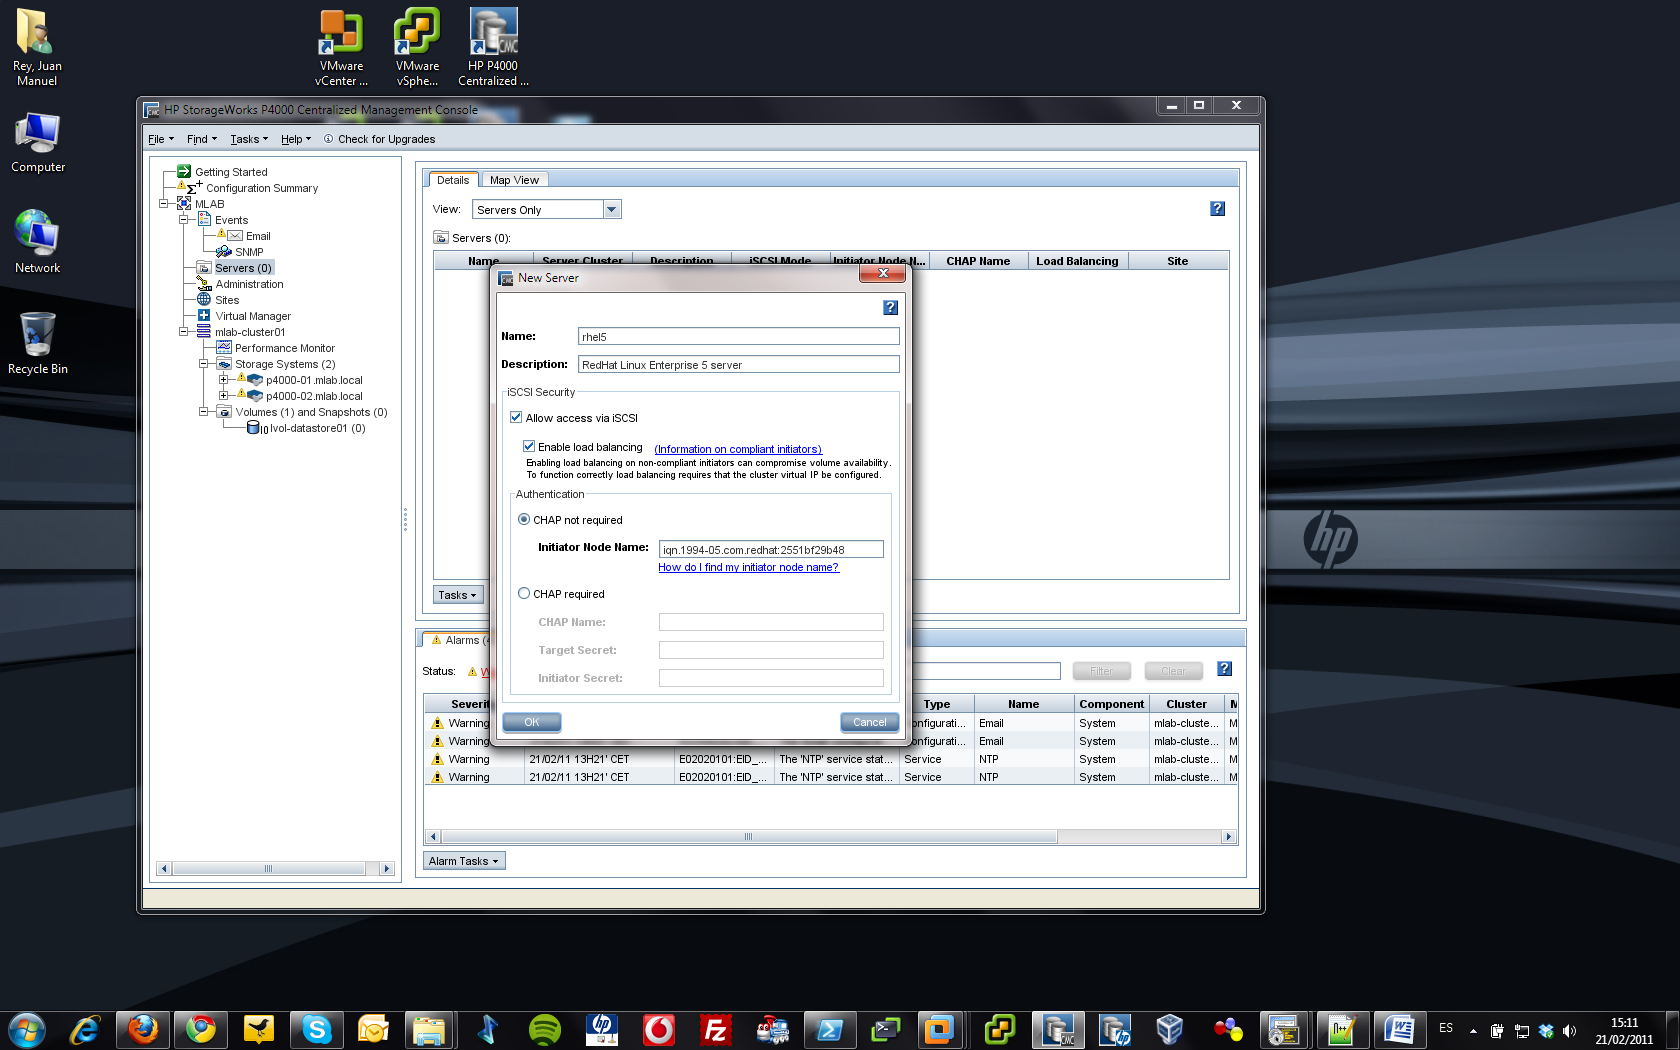 Rey, Juan
Manuel
VMware
vCenter ...
VMware
vSphe...
HP P4000
Centralized ...
Computer
Network
Recycle Bin
HP StorageWorks P4000 Centralized Management Console
File Find Tasks Help Check for Upgrades
Getting Started
Configuration Summary
MLAB
Events
Email
SNMP
Servers (0)
Administration
Sites
Virtual Manager
mlab-cluster01
Performance Monitor
Storage Systems (2)
p4000-01.mlab.local
p4000-02.mlab.local
Volumes (1) and Snapshots (0)
lvol-datastore01 (0)
Details Map View
View: Servers Only
Servers (0):
Name Server Cluster Description iSCSI Mode Initiator Node N... CHAP Name Load Balancing Site
Tasks
New Server
Name: rhel5
Description: RedHat Linux Enterprise 5 server
iSCSI Security
Allow access via iSCSI
Enable load balancing (Information on compliant initiators)
Enabling load balancing on non-compliant initiators can compromise volume availability.
To function correctly load balancing requires that the cluster virtual IP be configured.
Authentication
CHAP not required
Initiator Node Name: iqn.1994-05.com.redhat:2551bf29b48
How do I find my initiator node name?
CHAP required
CHAP Name:
Target Secret:
Initiator Secret:
OK Cancel
Alarms (
Status: W
Filter Clear
Severit Type Name Component Cluster M
Warning onfigurati... Email System mlab-cluste... M
Warning onfigurati... Email System mlab-cluste... M
Warning 21/02/11 13H21' CET E02020101:EID_... The 'NTP' service stat... Service NTP System mlab-cluste... M
Warning 21/02/11 13H21' CET E02020101:EID_... The 'NTP' service stat... Service NTP System mlab-cluste... M
Alarm Tasks
hp
ES
15:11
21/02/2011